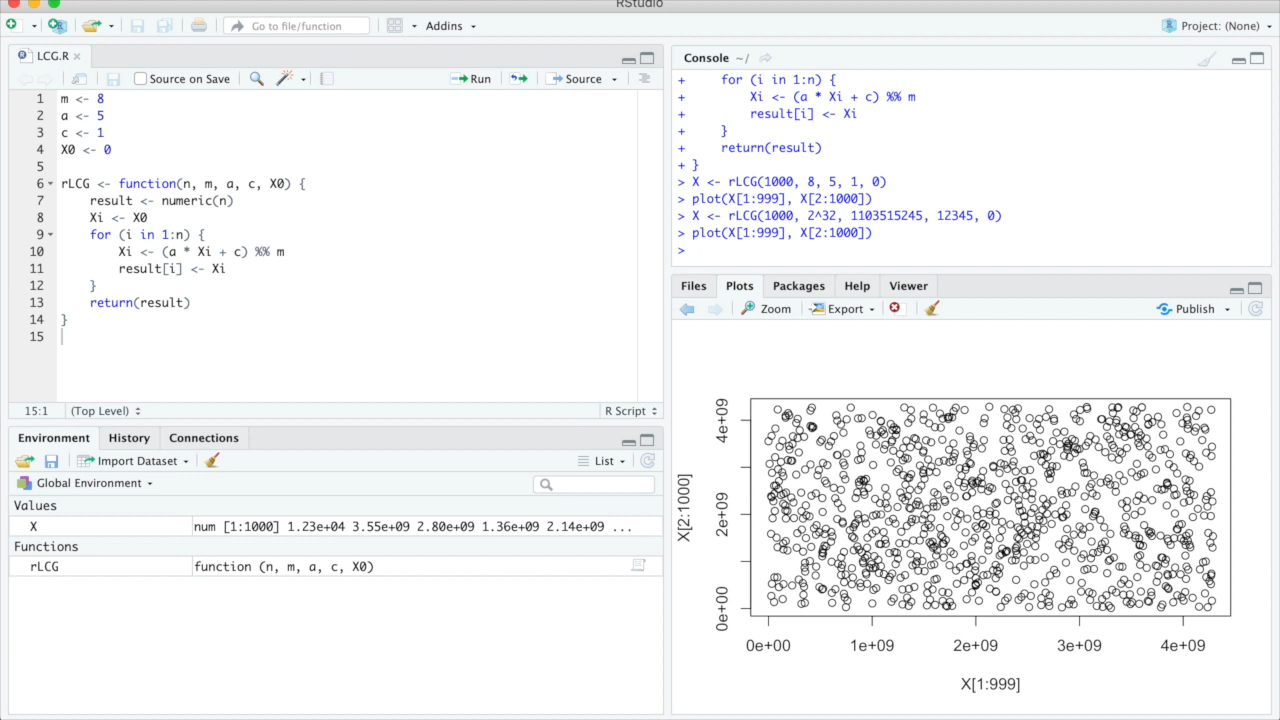 RStudio
Go to file/function
Addins
Project: (None)
LCG.R
Source on Save
Run
Source
1 m <- 8
2 a <- 5
3 c <- 1
4 X0 <- 0
5
6 rLCG <- function(n, m, a, c, X0) {
7 result <- numeric(n)
8 Xi <- X0
9 for (i in 1:n) {
10 Xi <- (a * Xi + c) %% m
11 result[i] <- Xi
12 }
13 return(result)
14 }
15
15:1 (Top Level) R Script
Environment History Connections
Import Dataset List
Global Environment
Values
X num [1:1000] 1.23e+04 3.55e+09 2.80e+09 1.36e+09 2.14e+09 ...
Functions
rLCG function (n, m, a, c, X0)
Console ~/
+ for (i in 1:n) {
+ Xi <- (a * Xi + c) %% m
+ result[i] <- Xi
+ }
+ return(result)
+ }
> X <- rLCG(1000, 8, 5, 1, 0)
> plot(X[1:999], X[2:1000])
> X <- rLCG(1000, 2^32, 1103515245, 12345, 0)
> plot(X[1:999], X[2:1000])
>
Files Plots Packages Help Viewer
Zoom Export Publish
4e+09
2e+09
0e+00
X[2:1000]
0e+00 1e+09 2e+09 3e+09 4e+09
X[1:999]